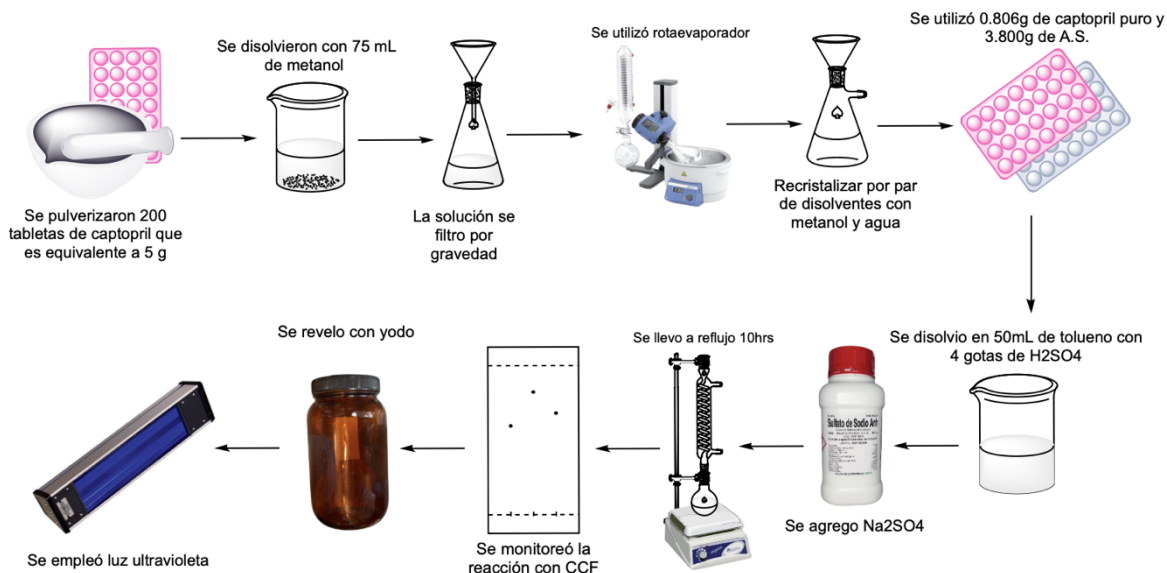 Se pulverizaron 200
tabletas de captopril que
es equivalente a 5 g
Se disolvieron con 75 mL
de metanol
La solución se
filtro por
gravedad
Se utilizó rotaevaporador
Recristalizar por par
de disolventes con
metanol y agua
Se utilizó 0.806g de captopril puro y
3.800g de A.S.
Se disolvio en 50mL de tolueno con
4 gotas de H2SO4
Sulfato de Sodio Anh
Se agrego Na2SO4
Se llevo a reflujo 10hrs
Se monitoreó la
reacción con CCF
Se revelo con yodo
Se empleó luz ultravioleta